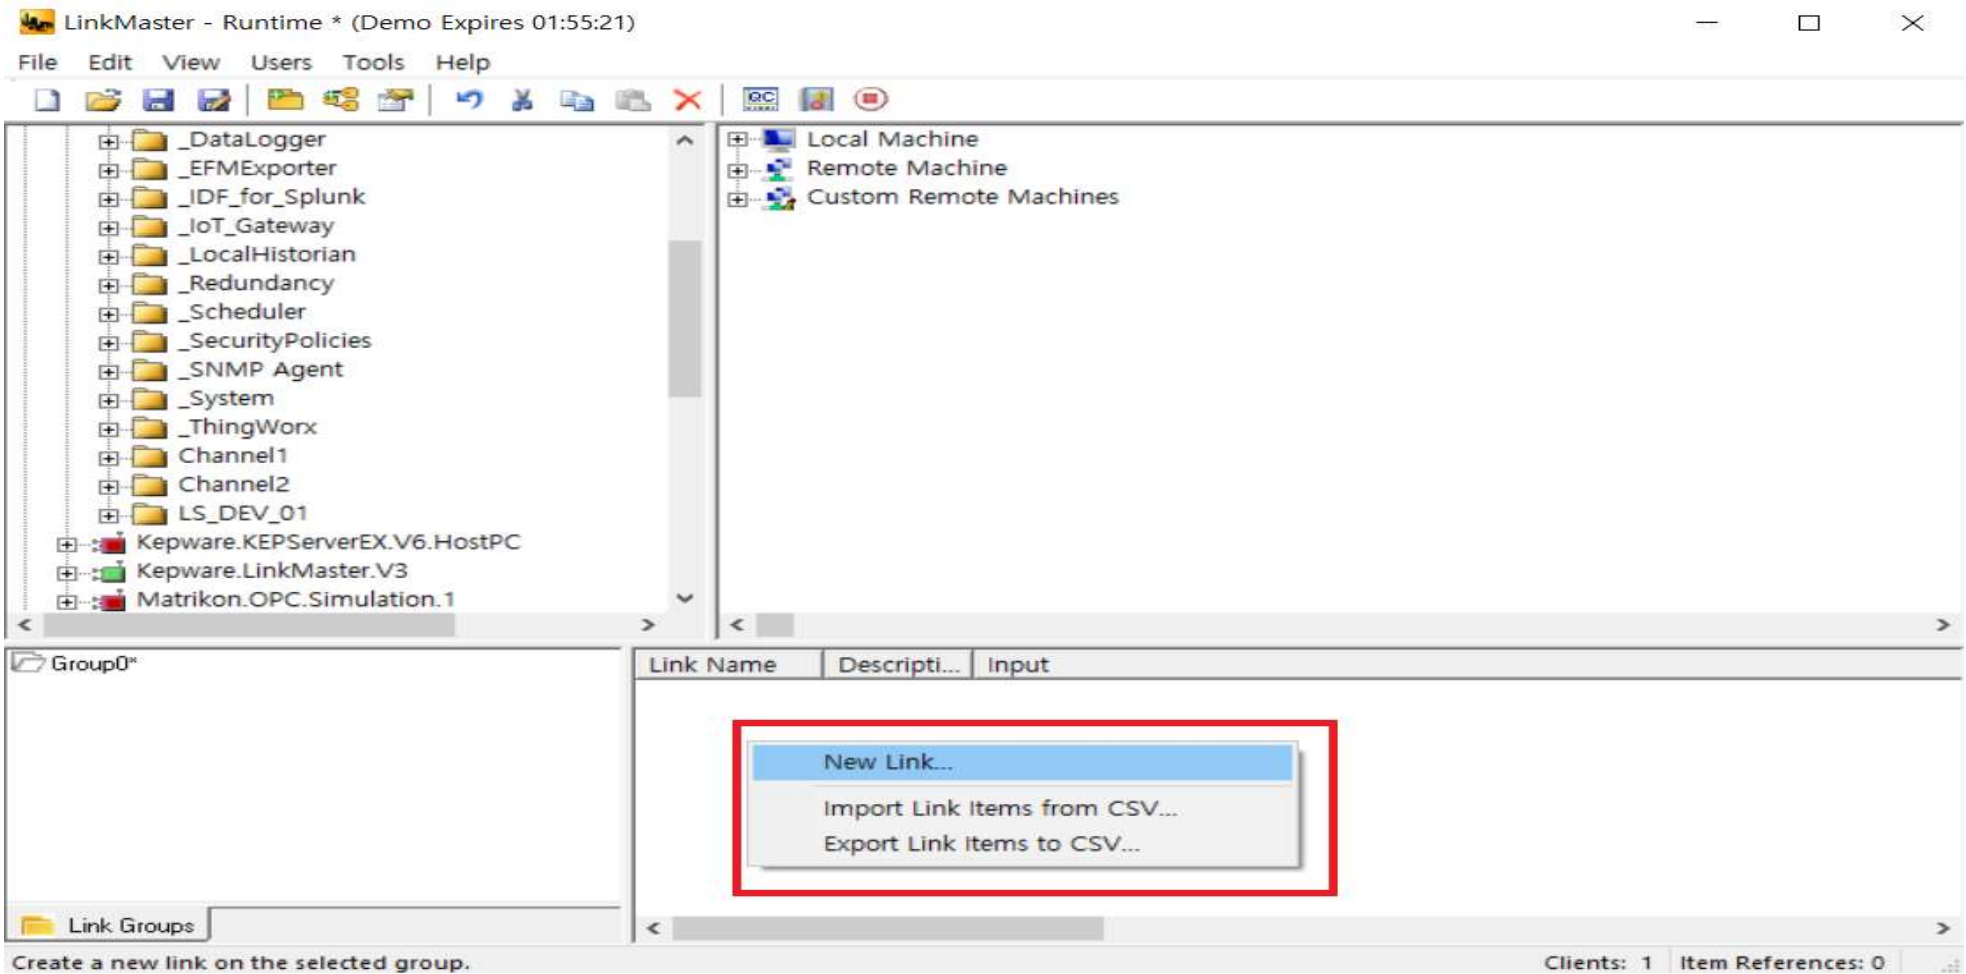 LinkMaster - Runtime * (Demo Expires 01:55:21)
File Edit View Users Tools Help
QC
_DataLogger
_EFMExporter
_IDF_for_Splunk
_IoT_Gateway
_LocalHistorian
_Redundancy
_Scheduler
_SecurityPolicies
_SNMP Agent
_System
_ThingWorx
Channel1
Channel2
LS_DEV_01
Kepware.KEPServerEX.V6.HostPC
Kepware.LinkMaster.V3
Matrikon.OPC.Simulation.1
Local Machine
Remote Machine
Custom Remote Machines
Group0*
Link Groups
Link Name Descripti... Input
New Link...
Import Link Items from CSV...
Export Link Items to CSV...
Create a new link on the selected group.
Clients: 1 Item References: 0